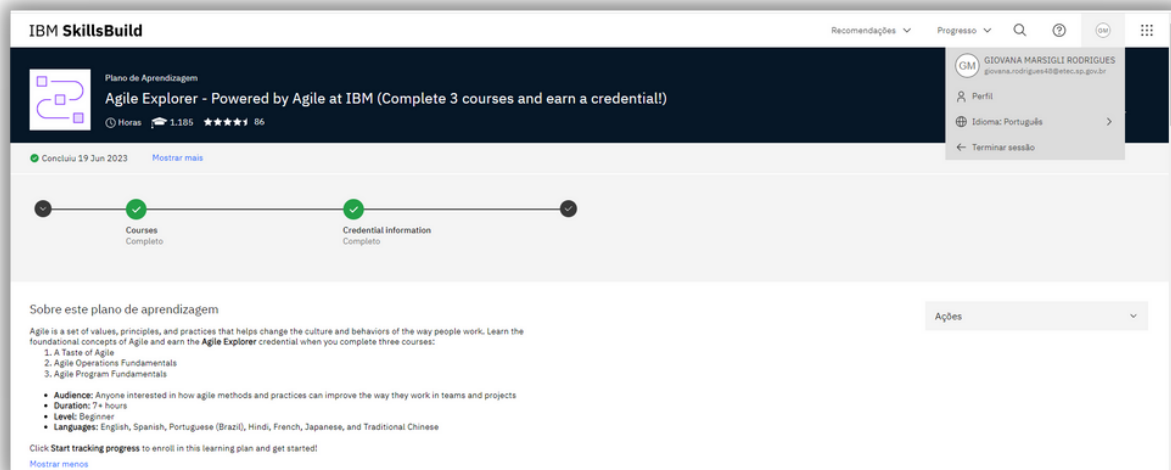 IBM SkillsBuild
Recomendações
Progresso
GM
Plano de Aprendizagem
Agile Explorer - Powered by Agile at IBM (Complete 3 courses and earn a credential!)
Horas 1.185 86
GM GIOVANA MARSIGLI RODRIGUES
giovana.rodrigues48@etec.sp.gov.br
Perfil
Idioma: Português
Terminar sessão
Concluiu 19 Jun 2023 Mostrar mais
Courses
Completo
Credential information
Completo
Sobre este plano de aprendizagem
Ações
Agile is a set of values, principles, and practices that helps change the culture and behaviors of the way people work. Learn the
foundational concepts of Agile and earn the Agile Explorer credential when you complete three courses:
1. A Taste of Agile
2. Agile Operations Fundamentals
3. Agile Program Fundamentals
• Audience: Anyone interested in how agile methods and practices can improve the way they work in teams and projects
• Duration: 7+ hours
• Level: Beginner
• Languages: English, Spanish, Portuguese (Brazil), Hindi, French, Japanese, and Traditional Chinese
Click Start tracking progress to enroll in this learning plan and get started!
Mostrar menos